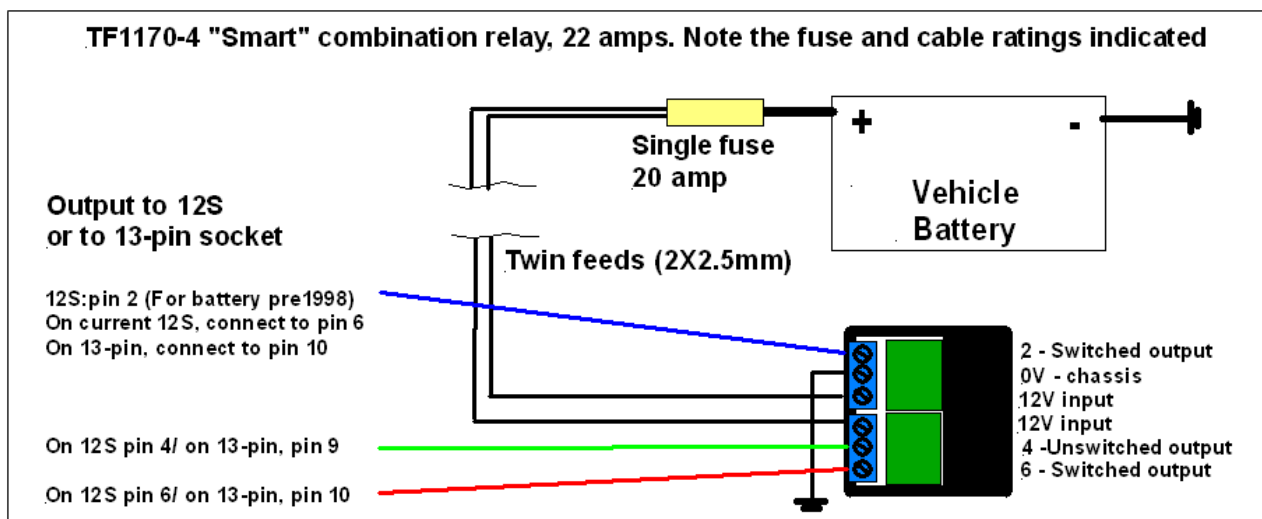 TF1170-4 "Smart" combination relay, 22 amps. Note the fuse and cable ratings indicated
+ -
Single fuse
20 amp
Vehicle
Battery
Output to 12S
or to 13-pin socket
Twin feeds (2X2.5mm)
12S:pin 2 (For battery pre1998)
On current 12S, connect to pin 6
On 13-pin, connect to pin 10
2 - Switched output
0V - chassis
12V input
12V input
4 -Unswitched output
6 - Switched output
On 12S pin 4/ on 13-pin, pin 9
On 12S pin 6/ on 13-pin, pin 10